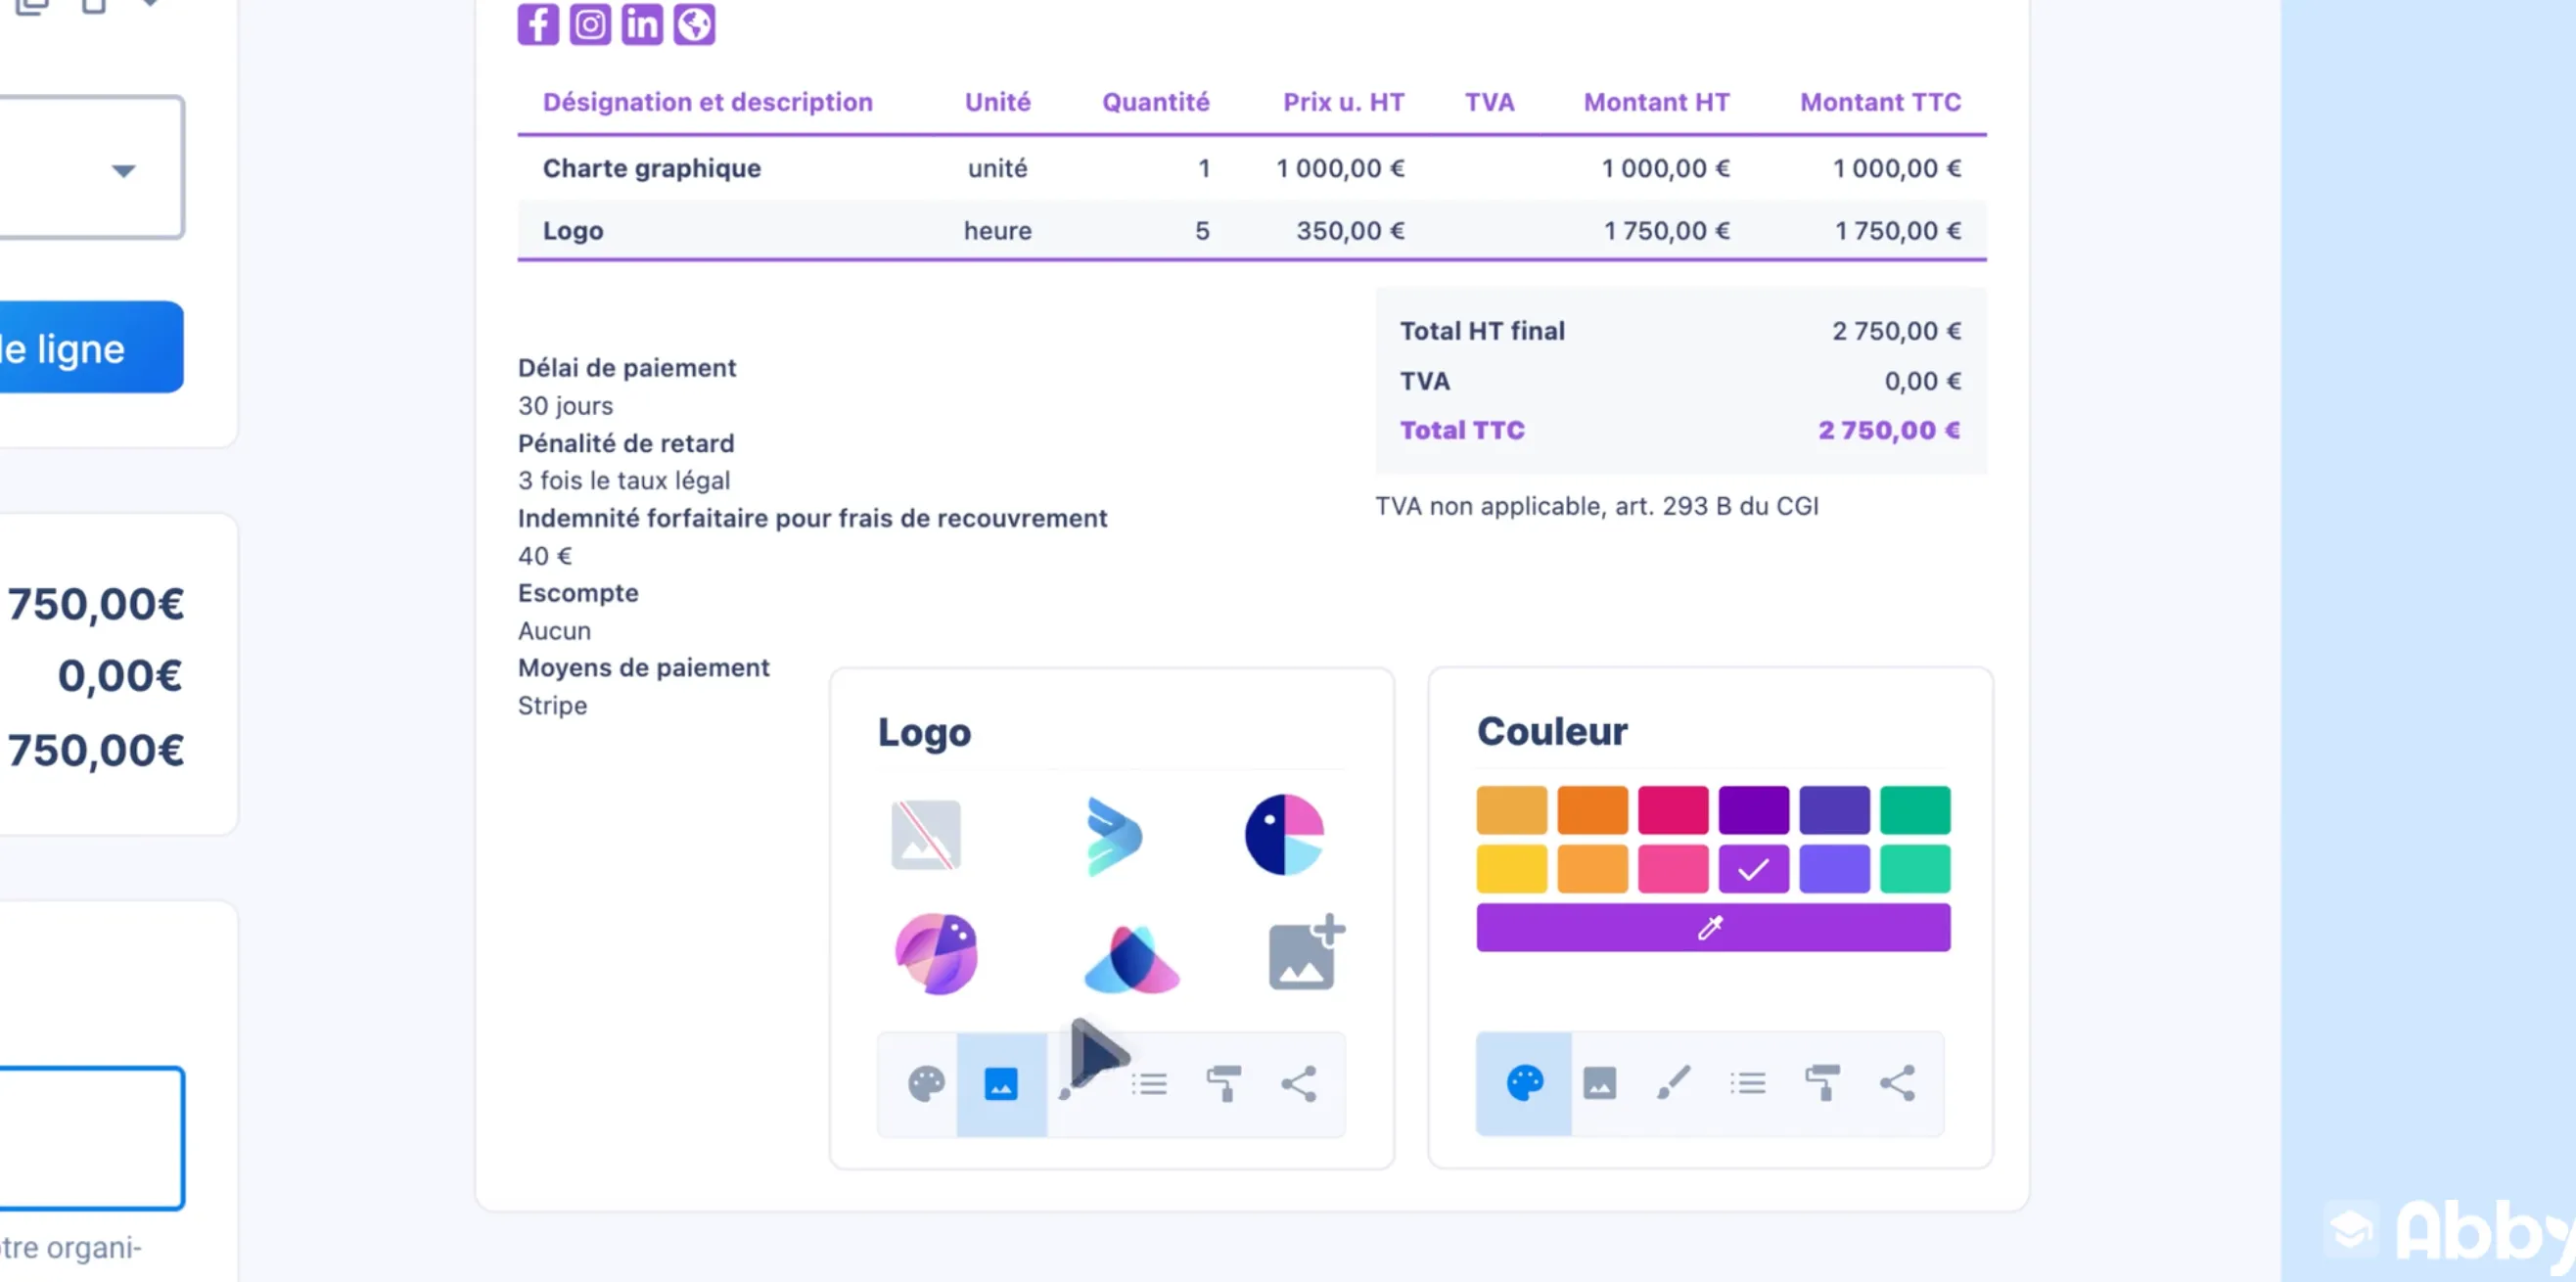 Désignation et description Unité Quantité Prix u. HT TVA Montant HT Montant TTC
Charte graphique unité 1 1 000,00 € 1 000,00 € 1 000,00 €
Logo heure 5 350,00 € 1 750,00 € 1 750,00 €
Total HT final 2 750,00 €
TVA 0,00 €
Total TTC 2 750,00 €
TVA non applicable, art. 293 B du CGI
Délai de paiement
30 jours
Pénalité de retard
3 fois le taux légal
Indemnité forfaitaire pour frais de recouvrement
40 €
Escompte
Aucun
Moyens de paiement
Stripe
ligne
750,00€
0,00€
750,00€
organi-
Logo
Couleur
Abby